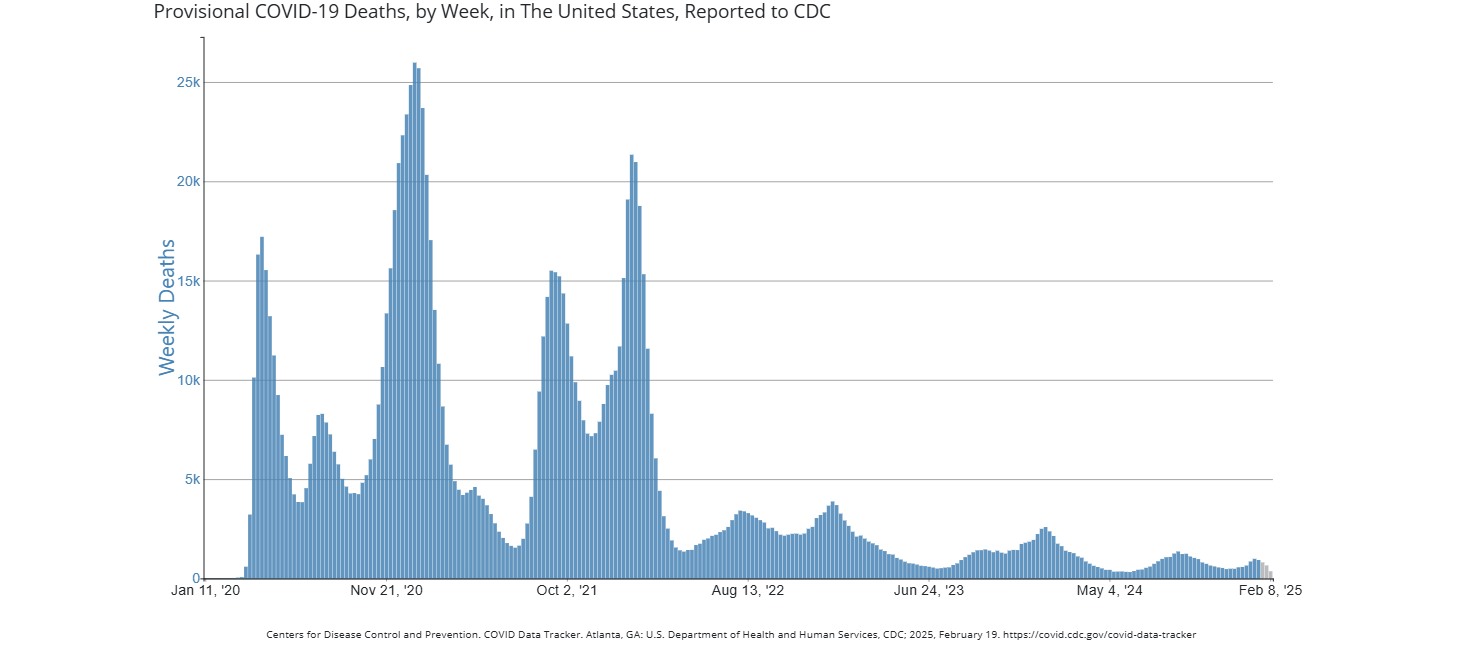 Provisional COVID-19 Deaths, by Week, in The United States, Reported to CDC
Weekly Deaths
25k
20k
15k
10k
5k
0
Jan 11, '20
Nov 21, '20
Oct 2, '21
Aug 13, '22
Jun 24, '23
May 4, '24
Feb 8, '25
Centers for Disease Control and Prevention. COVID Data Tracker. Atlanta, GA: U.S. Department of Health and Human Services, CDC; 2025, February 19. https://covid.cdc.gov/covid-data-tracker